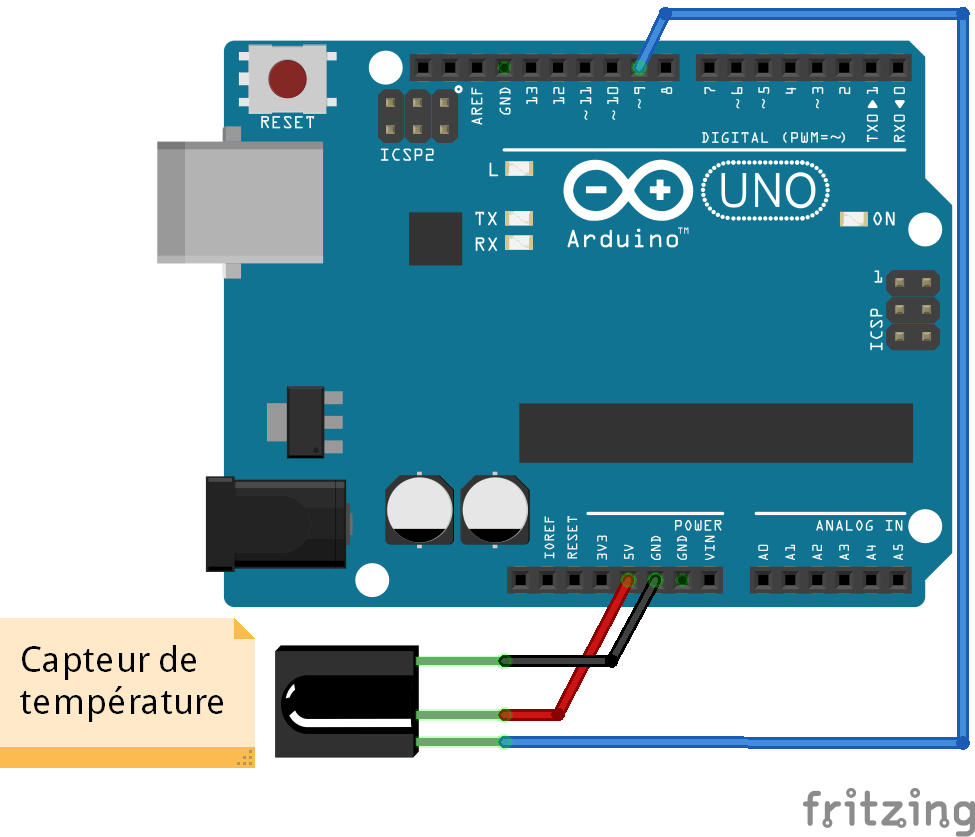 RESET
ICSP2
AREF
GND
13
12
~11
~10
~9
8
7
~6
~5
4
~3
2
TX0▶1
RX0◀0
DIGITAL (PWM=~)
L
TX
RX
Arduino™
UNO
ON
1
ICSP
IOREF
RESET
3V3
5V
GND
GND
VIN
POWER
A0
A1
A2
A3
A4
A5
ANALOG IN
Capteur de
température
fritzing